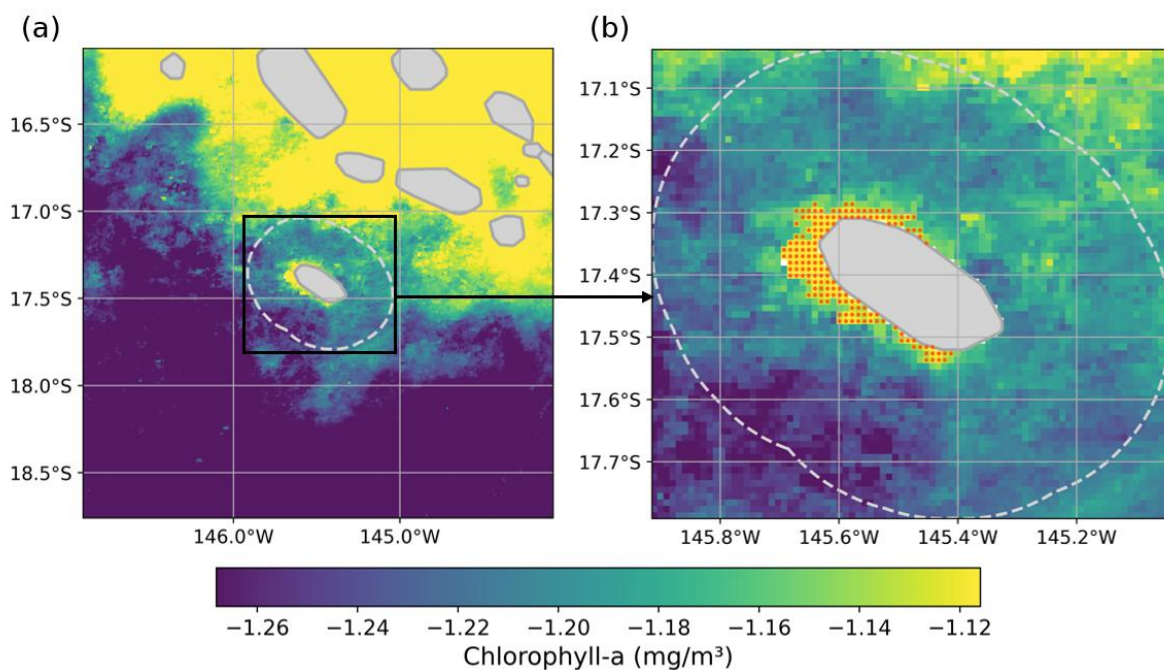 (a)
(b)
16.5°S
17.0°S
17.5°S
18.0°S
18.5°S
146.0°W
145.0°W
17.1°S
17.2°S
17.3°S
17.4°S
17.5°S
17.6°S
17.7°S
145.8°W
145.6°W
145.4°W
145.2°W
−1.26
−1.24
−1.22
−1.20
−1.18
−1.16
−1.14
−1.12
Chlorophyll-a (mg/m³)